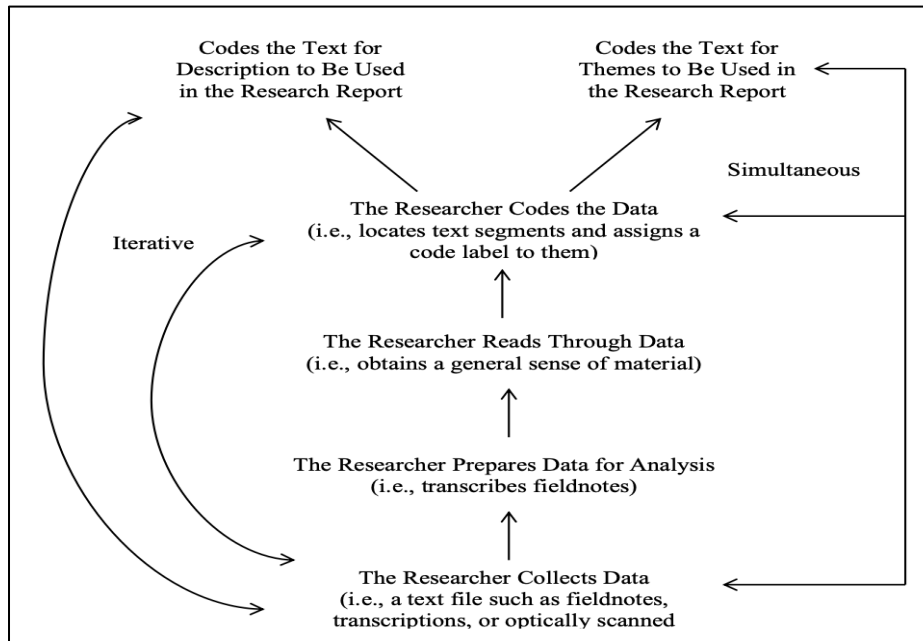 Codes the Text for
Description to Be Used
in the Research Report
Codes the Text for
Themes to Be Used in
the Research Report
Simultaneous
The Researcher Codes the Data
(i.e., locates text segments and assigns a
code label to them)
Iterative
The Researcher Reads Through Data
(i.e., obtains a general sense of material)
The Researcher Prepares Data for Analysis
(i.e., transcribes fieldnotes)
The Researcher Collects Data
(i.e., a text file such as fieldnotes,
transcriptions, or optically scanned